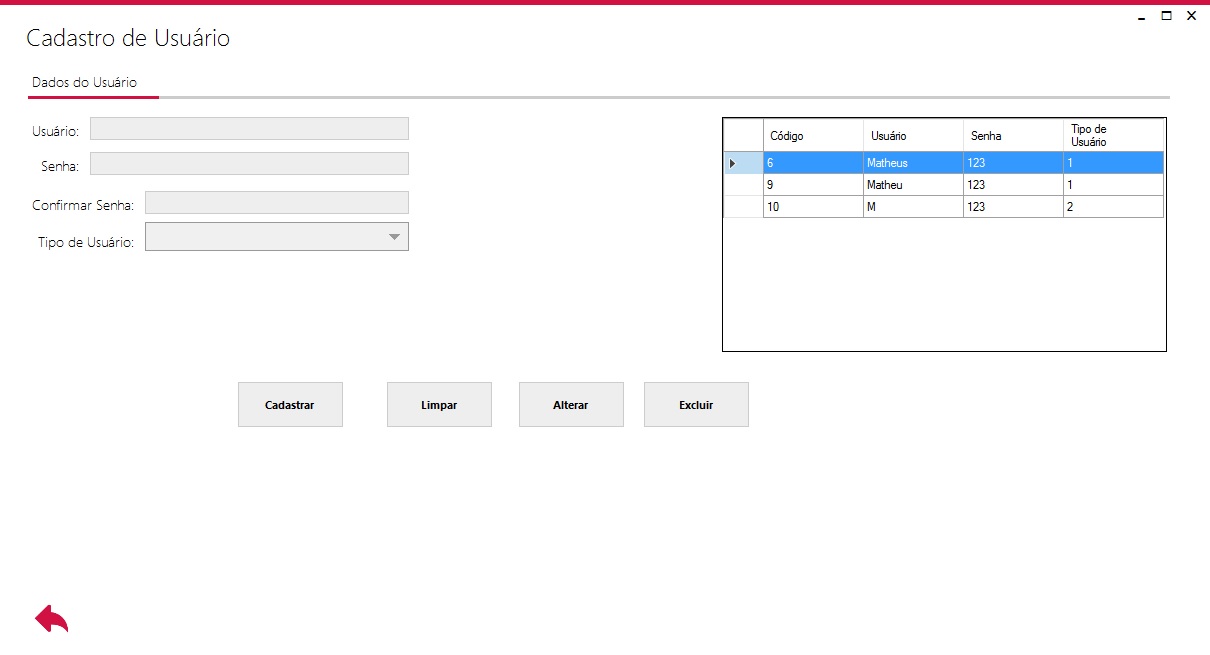 Cadastro de Usuário
Dados do Usuário
Usuário:
Senha:
Confirmar Senha:
Tipo de Usuário:
Código Usuário Senha Tipo de
Usuário
6 Matheus 123 1
9 Matheu 123 1
10 M 123 2
Cadastrar Limpar Alterar Excluir